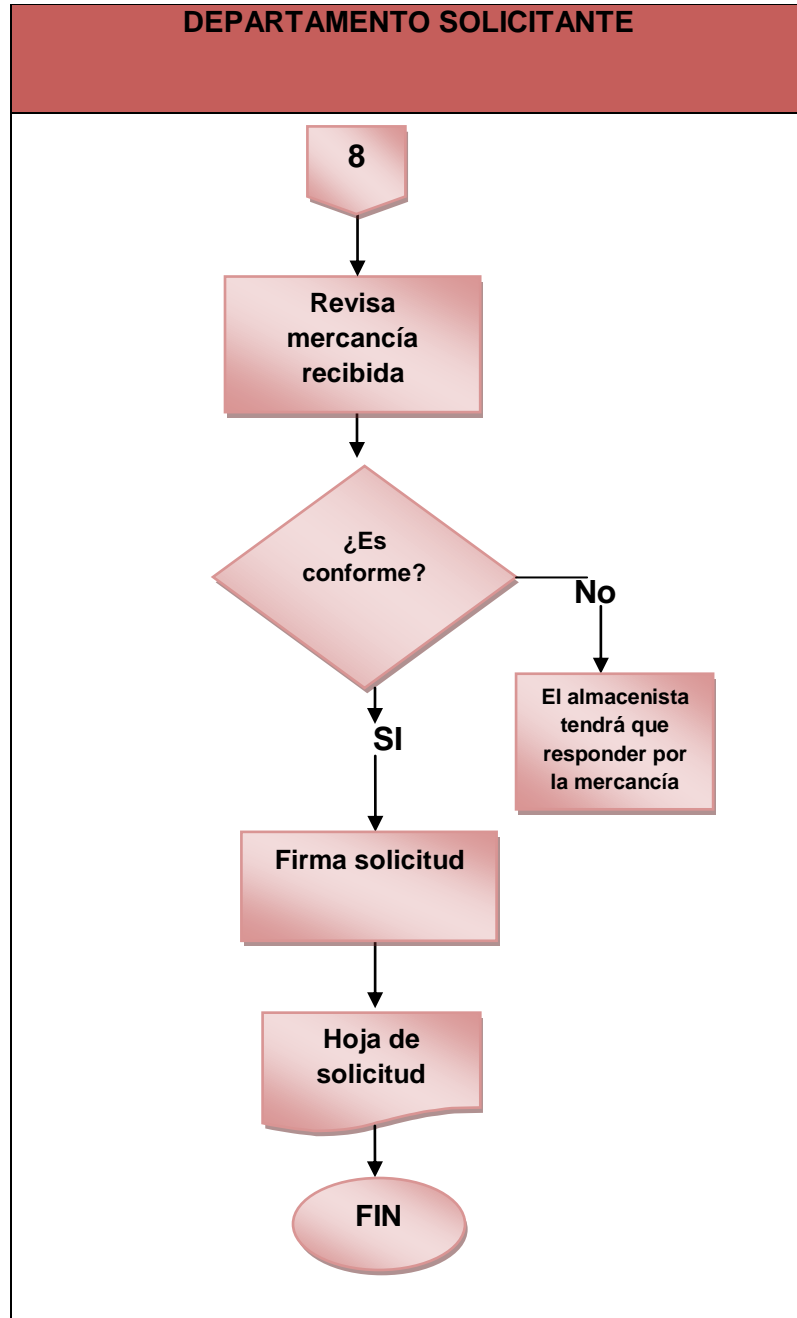 DEPARTAMENTO SOLICITANTE
8
Revisa
mercancía
recibida
¿Es
conforme?
No
El almacenista
tendrá que
responder por
la mercancía
SI
Firma solicitud
Hoja de
solicitud
FIN